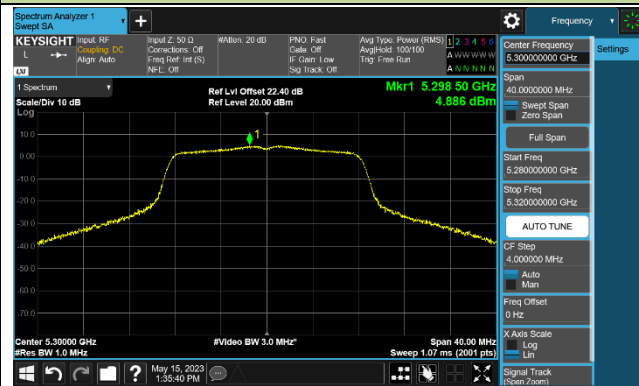 Spectrum Analyzer 1
Swept SA
Frequency
KEYSIGHT
Input: RF
Coupling: DC
Align: Auto
Input Z: 50 Ω
Corrections: Off
Freq Ref: Int (S)
NFE: Off
#Atten: 20 dB
PNO: Fast
Gate: Off
IF Gain: Low
Sig Track: Off
Avg Type: Power (RMS)
Avg|Hold: 100/100
Trig: Free Run
1 2 3 4 5 6
A W W W W W
A N N N N N
L
LXI
1 Spectrum
Scale/Div 10 dB
Log
Ref Lvl Offset 22.40 dB
Ref Level 20.00 dBm
Mkr1 5.298 50 GHz
4.886 dBm
1
10.0
0.00
-10.0
-20.0
-30.0
-40.0
-50.0
-60.0
-70.0
Center 5.30000 GHz
#Res BW 1.0 MHz
#Video BW 3.0 MHz*
Span 40.00 MHz
Sweep 1.07 ms (2001 pts)
May 15, 2023
1:35:40 PM
Center Frequency
5.300000000 GHz
Settings
Span
40.0000000 MHz
Swept Span
Zero Span
Full Span
Start Freq
5.280000000 GHz
Stop Freq
5.320000000 GHz
AUTO TUNE
CF Step
4.000000 MHz
Auto
Man
Freq Offset
0 Hz
X Axis Scale
Log
Lin
Signal Track
(Span Zoom)